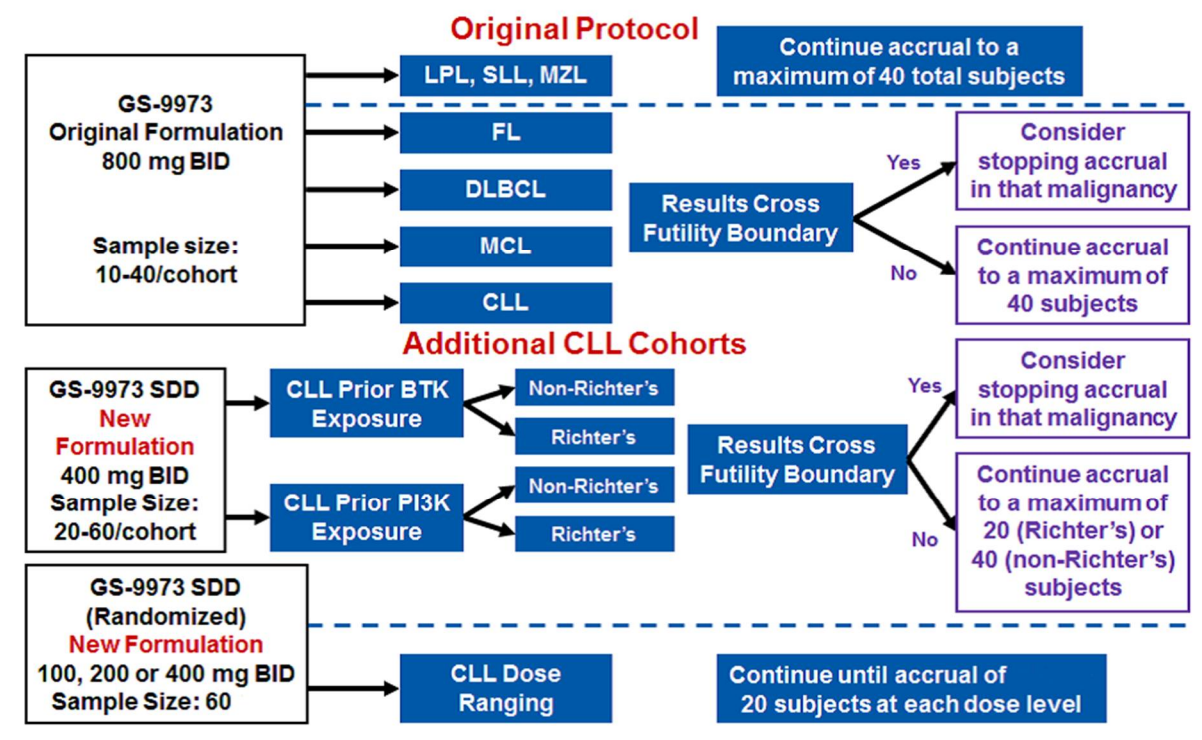 Original Protocol
GS-9973
Original Formulation
800 mg BID
Sample size:
10-40/cohort
LPL, SLL, MZL
FL
DLBCL
MCL
CLL
Continue accrual to a
maximum of 40 total subjects
Results Cross
Futility Boundary
Yes
No
Consider
stopping accrual
in that malignancy
Continue accrual
to a maximum of
40 subjects
Additional CLL Cohorts
GS-9973 SDD
New
Formulation
400 mg BID
Sample Size:
20-60/cohort
CLL Prior BTK
Exposure
Non-Richter's
Richter's
CLL Prior PI3K
Exposure
Non-Richter's
Richter's
Results Cross
Futility Boundary
Yes
No
Consider
stopping accrual
in that malignancy
Continue accrual
to a maximum of
20 (Richter's) or
40 (non-Richter's)
subjects
GS-9973 SDD
(Randomized)
New Formulation
100, 200 or 400 mg BID
Sample Size: 60
CLL Dose
Ranging
Continue until accrual of
20 subjects at each dose level